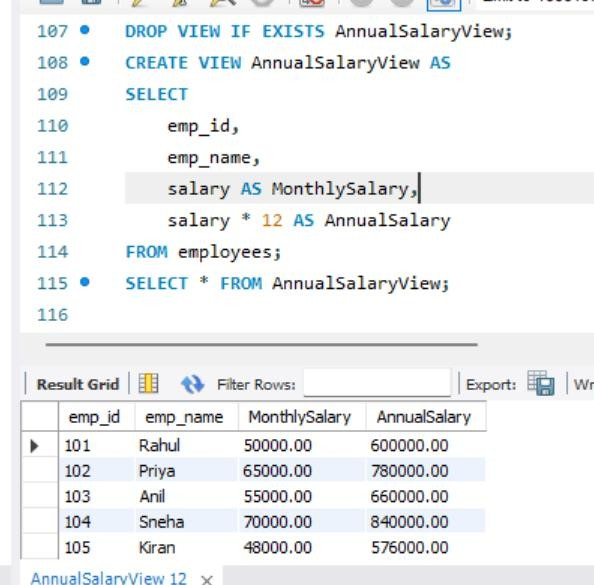 107 DROP VIEW IF EXISTS AnnualSalaryView;
108 CREATE VIEW AnnualSalaryView AS
109 SELECT
110 emp_id,
111 emp_name,
112 salary AS MonthlySalary,
113 salary * 12 AS AnnualSalary
114 FROM employees;
115 SELECT * FROM AnnualSalaryView;
116
Result Grid Filter Rows: Export:
emp_id emp_name MonthlySalary AnnualSalary
101 Rahul 50000.00 600000.00
102 Priya 65000.00 780000.00
103 Anil 55000.00 660000.00
104 Sneha 70000.00 840000.00
105 Kiran 48000.00 576000.00
AnnualSalaryView 12